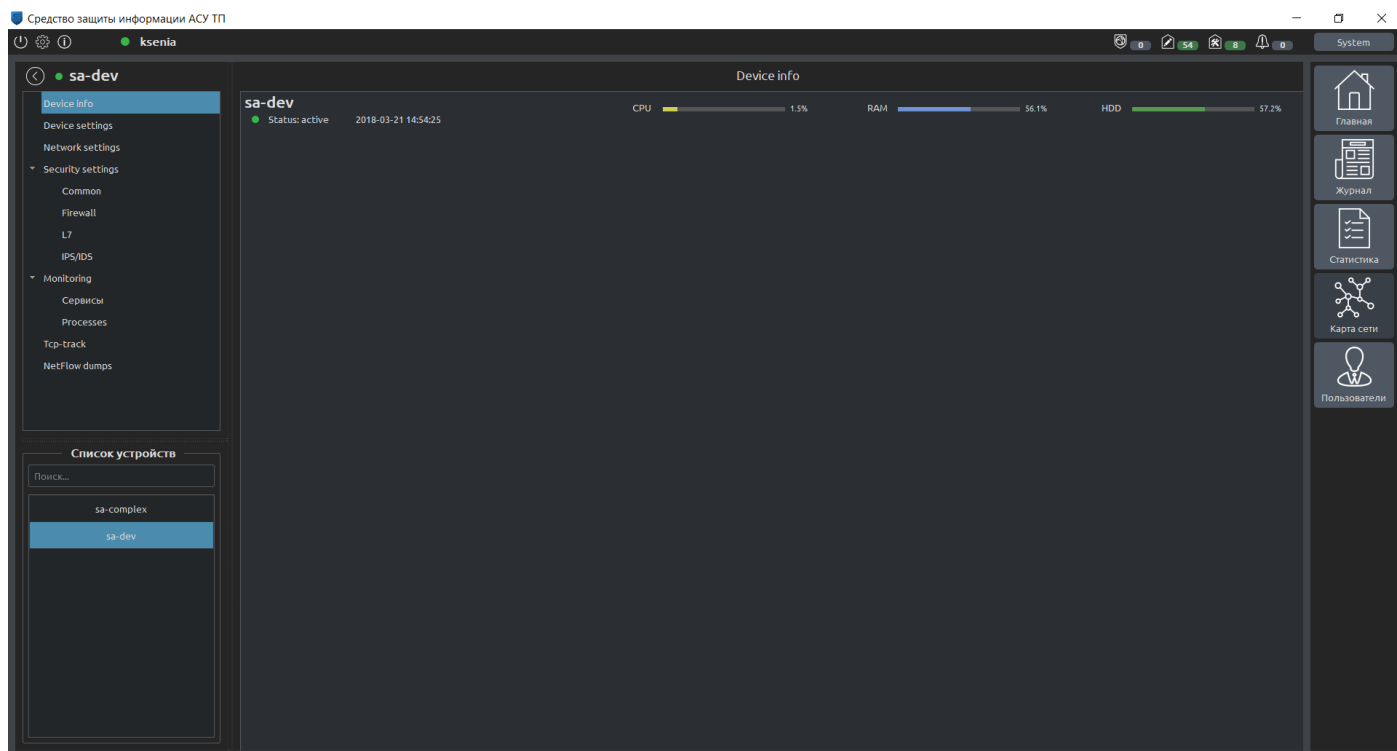 Средство защиты информации АСУ ТП
ksenia
0 54 8 0
System
sa-dev
Device info
Device info
Device settings
Network settings
Security settings
Common
Firewall
L7
IPS/IDS
Monitoring
Сервисы
Processes
Tcp-track
NetFlow dumps
Список устройств
Поиск...
sa-complex
sa-dev
sa-dev
Status: active 2018-03-21 14:54:25
CPU 1.5% RAM 56.1% HDD 57.2%
Главная
Журнал
Статистика
Карта сети
Пользователи